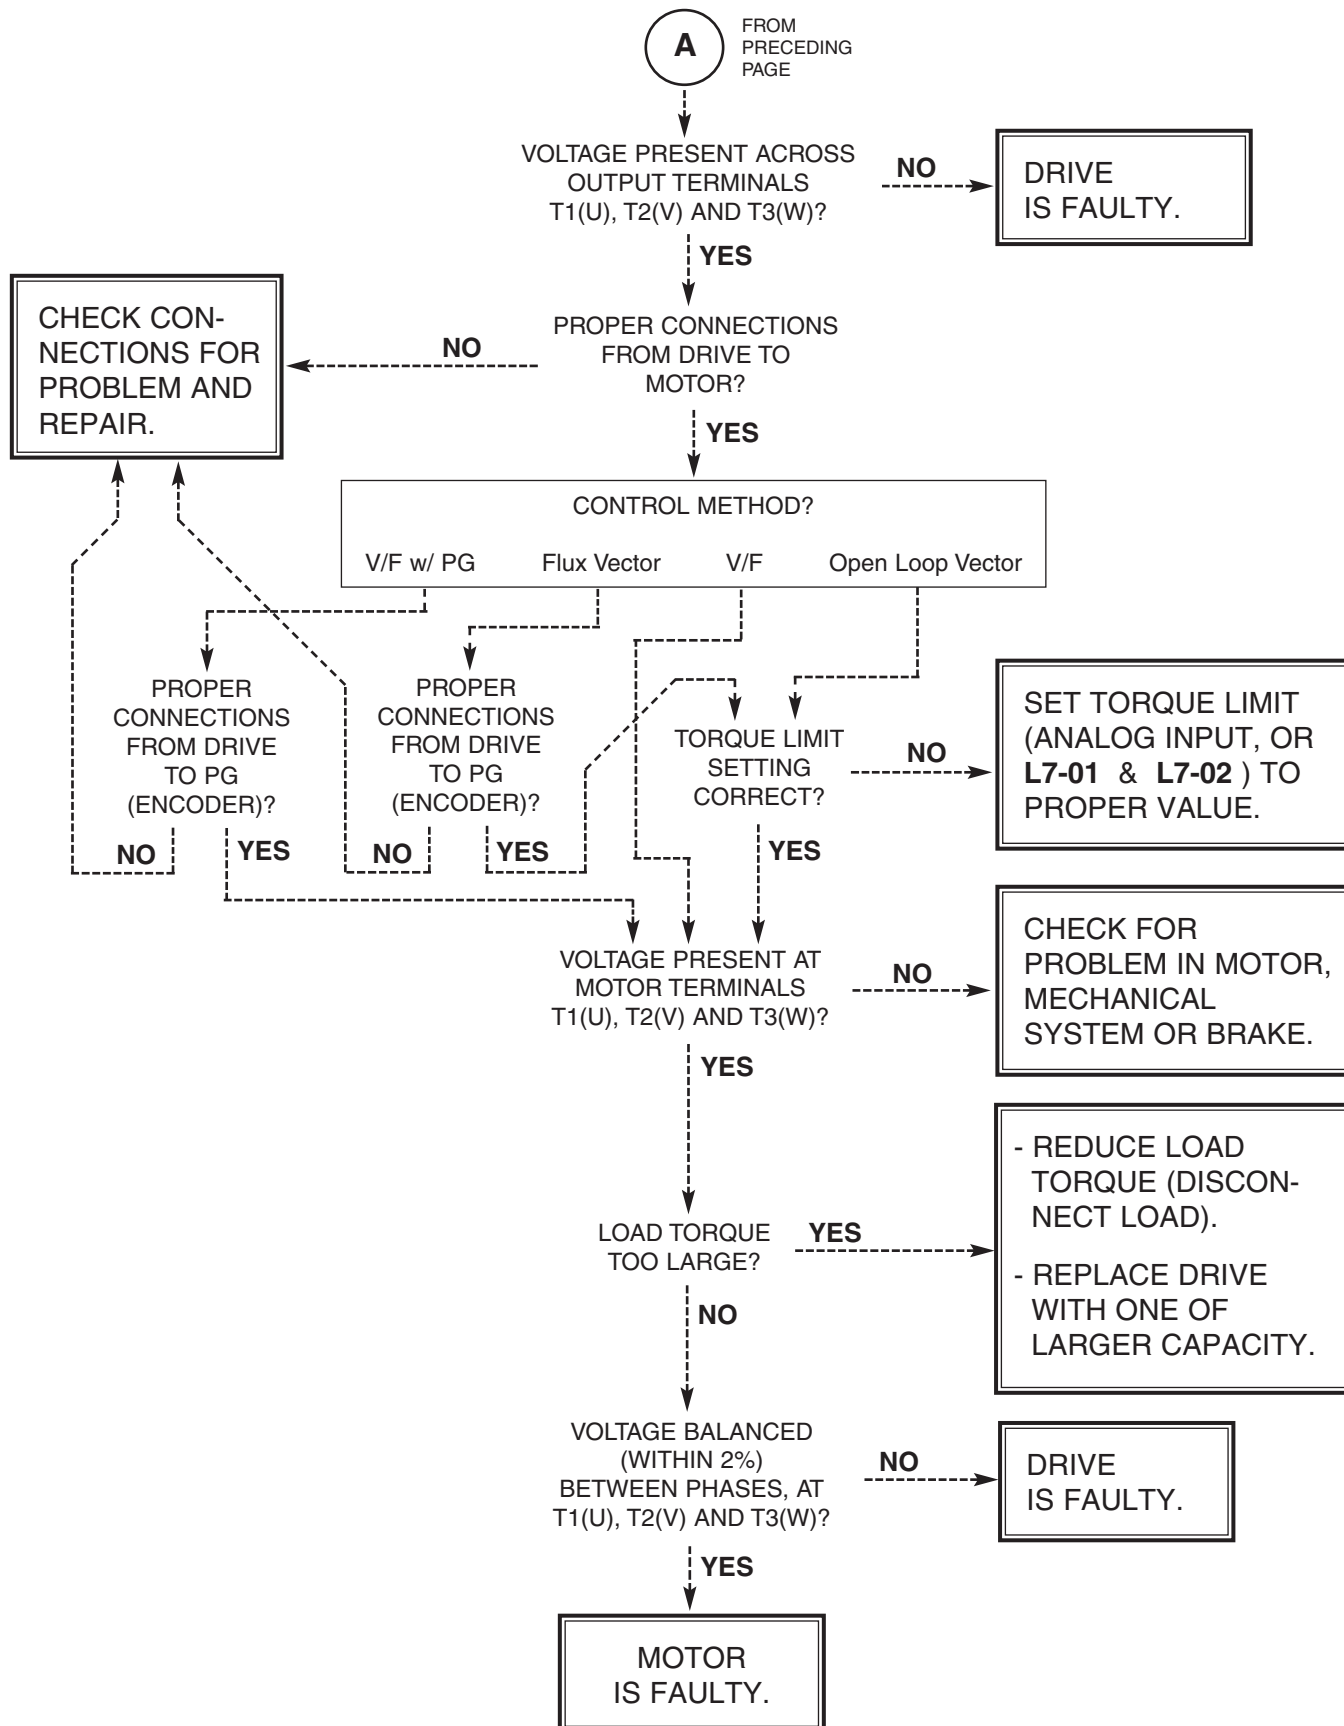 A
FROM
PRECEDING
PAGE
VOLTAGE PRESENT ACROSS
OUTPUT TERMINALS
T1(U), T2(V) AND T3(W)?
NO
DRIVE
IS FAULTY.
YES
CHECK CON-
NECTIONS FOR
PROBLEM AND
REPAIR.
NO
PROPER CONNECTIONS
FROM DRIVE TO
MOTOR?
YES
CONTROL METHOD?
V/F w/ PG
Flux Vector
V/F
Open Loop Vector
PROPER
CONNECTIONS
FROM DRIVE
TO PG
(ENCODER)?
NO
YES
PROPER
CONNECTIONS
FROM DRIVE
TO PG
(ENCODER)?
NO
YES
TORQUE LIMIT
SETTING
CORRECT?
NO
SET TORQUE LIMIT
(ANALOG INPUT, OR
L7-01 & L7-02 ) TO
PROPER VALUE.
YES
VOLTAGE PRESENT AT
MOTOR TERMINALS
T1(U), T2(V) AND T3(W)?
NO
CHECK FOR
PROBLEM IN MOTOR,
MECHANICAL
SYSTEM OR BRAKE.
YES
LOAD TORQUE
TOO LARGE?
YES
- REDUCE LOAD
TORQUE (DISCON-
NECT LOAD).
- REPLACE DRIVE
WITH ONE OF
LARGER CAPACITY.
NO
VOLTAGE BALANCED
(WITHIN 2%)
BETWEEN PHASES, AT
T1(U), T2(V) AND T3(W)?
NO
DRIVE
IS FAULTY.
YES
MOTOR
IS FAULTY.